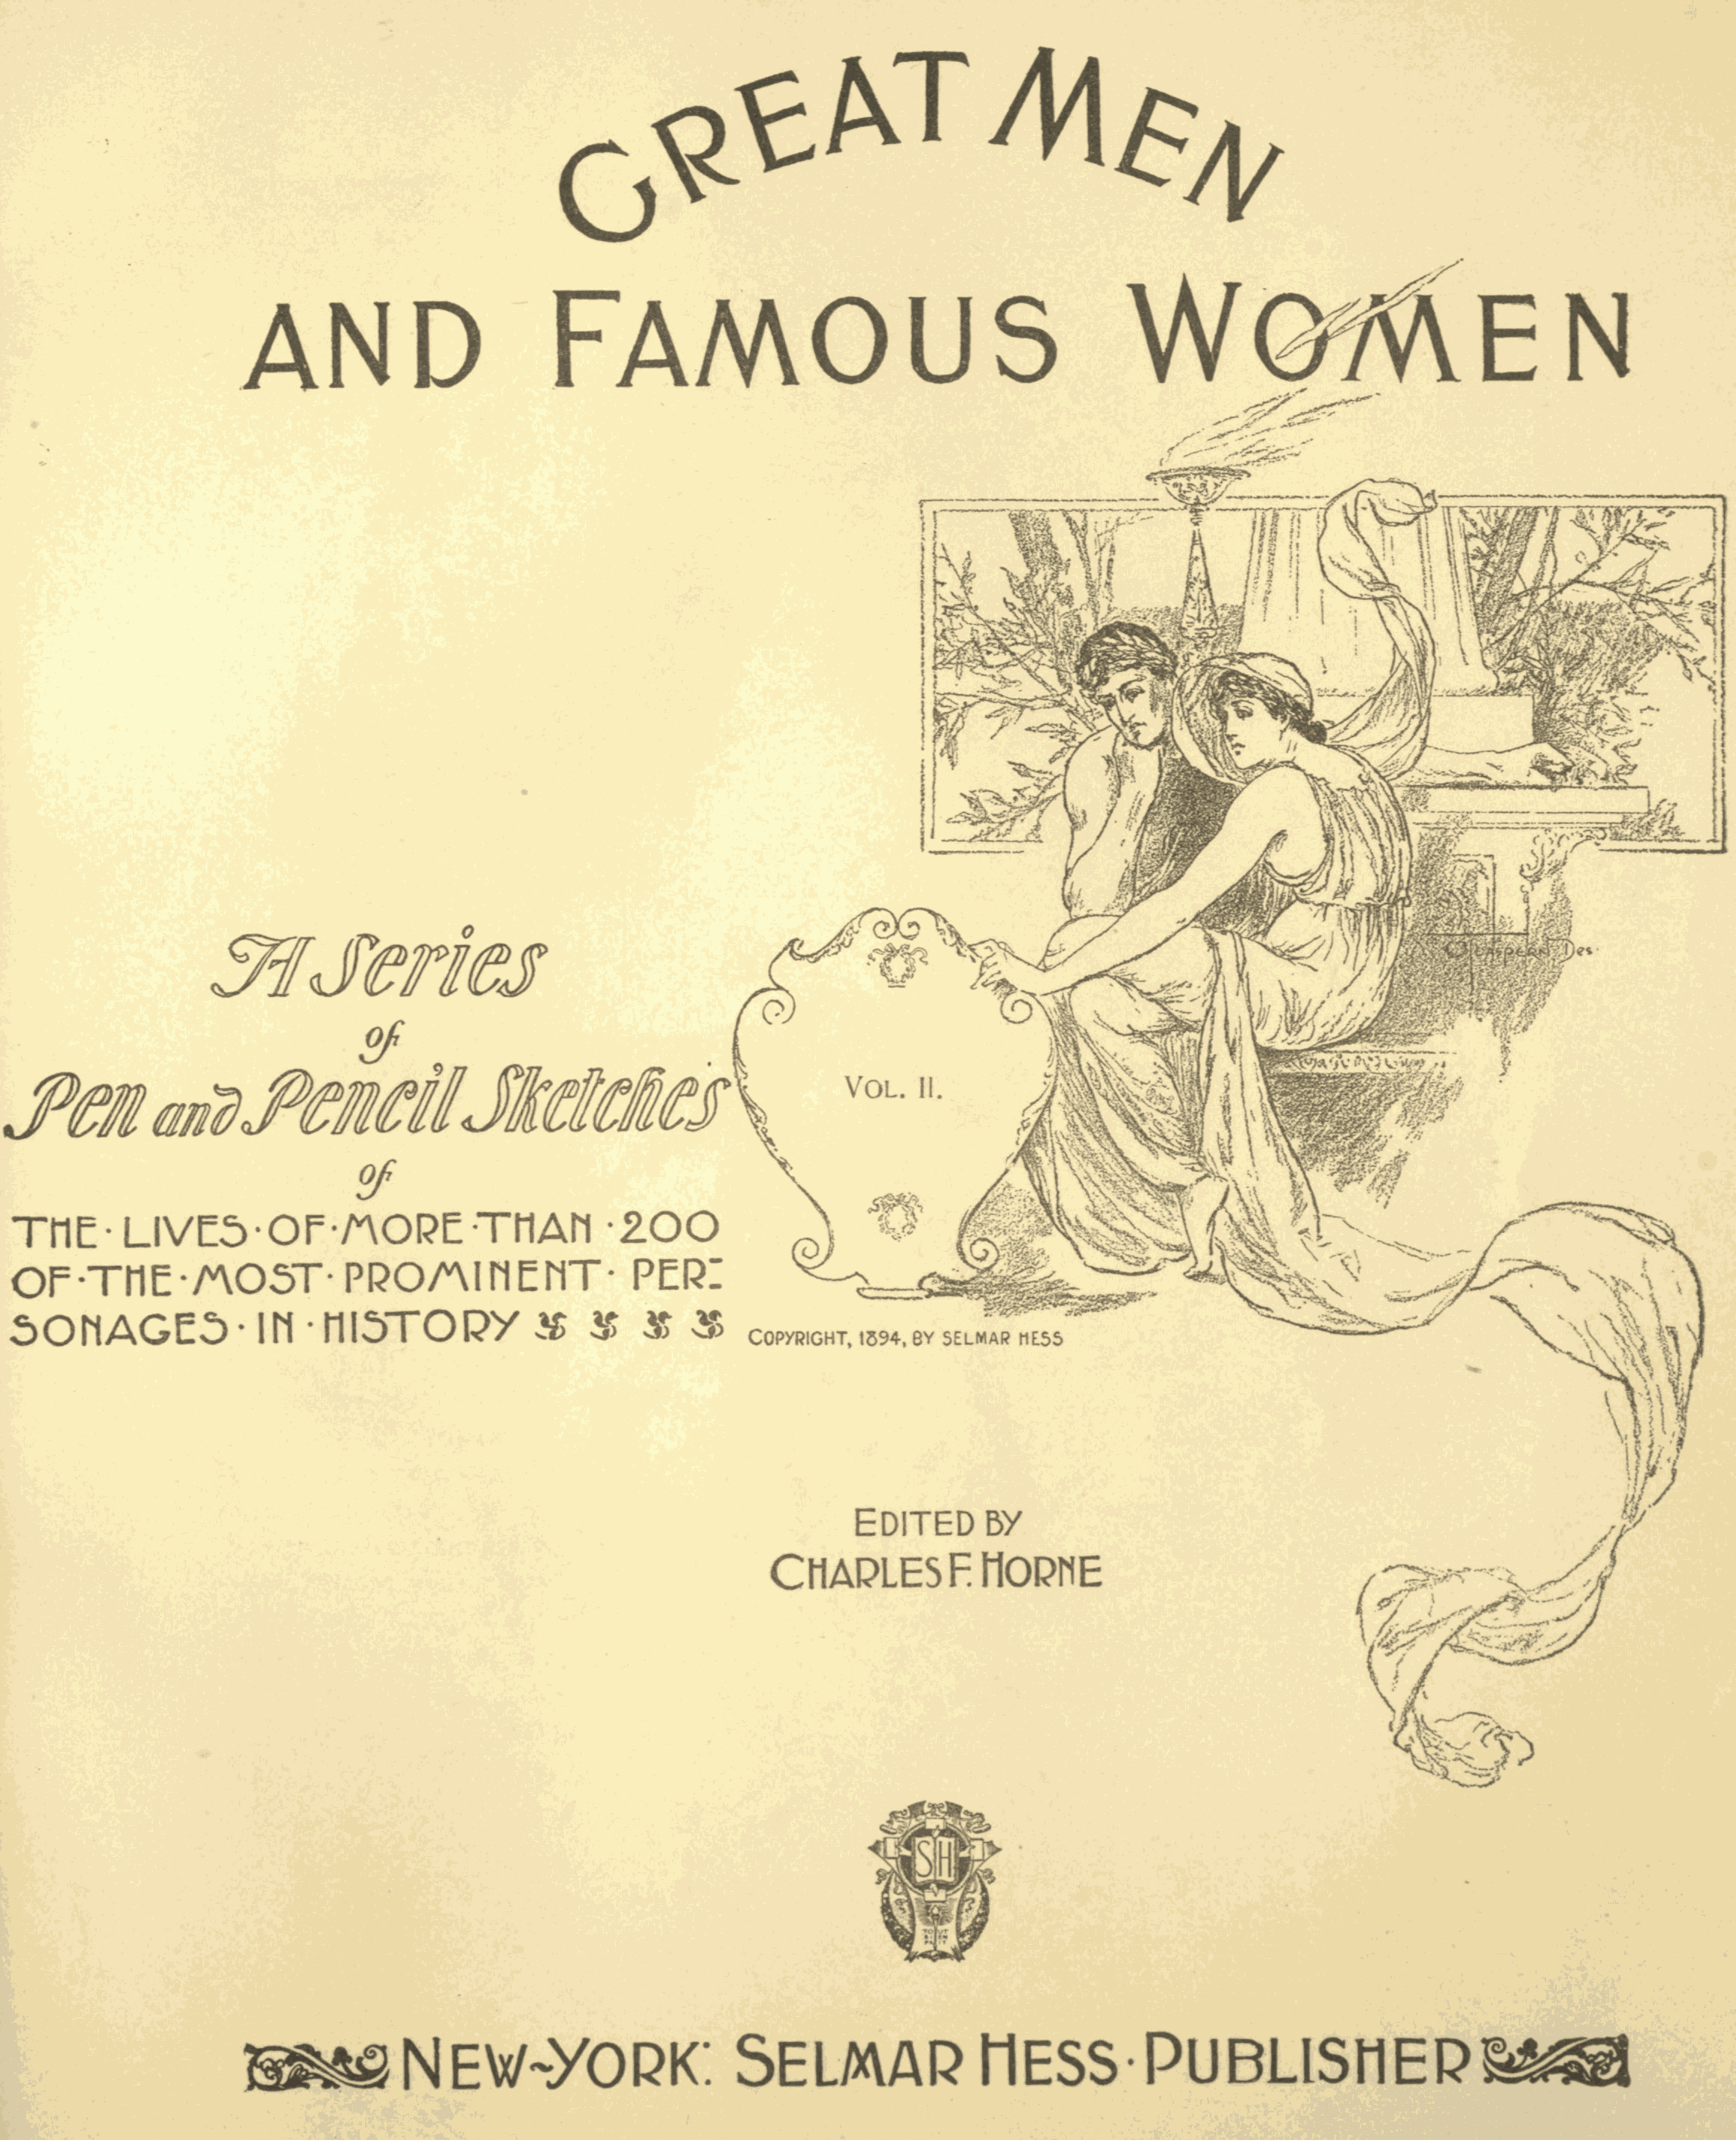 GREAT MEN
AND FAMOUS WOMEN
A Series
of
Pen and Pencil Sketches
of
THE · LIVES · OF · MORE · THAN · 200
OF · THE · MOST · PROMINENT · PER-
SONAGES · IN · HISTORY
VOL. II.
COPYRIGHT, 1894, BY SELMAR HESS
EDITED BY
CHARLES F. HORNE
SH
NEW-YORK: SELMAR HESS · PUBLISHER